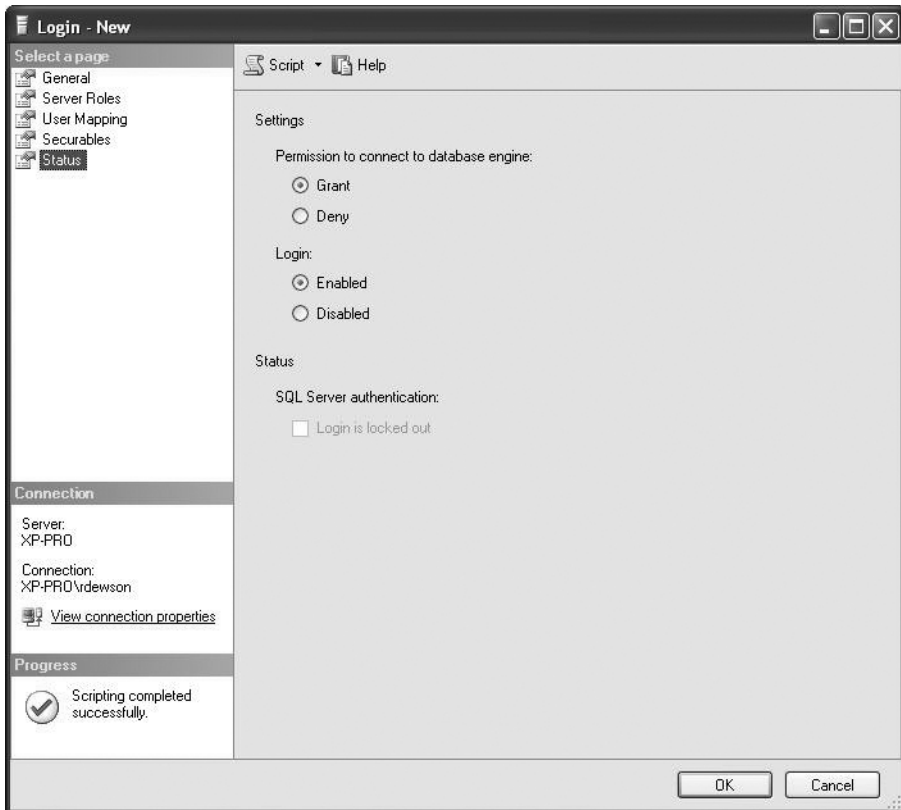 Login - New
Select a page
General
Server Roles
User Mapping
Securables
Status
Script
Help
Settings
Permission to connect to database engine:
Grant
Deny
Login:
Enabled
Disabled
Status
SQL Server authentication:
Login is locked out
Connection
Server:
XP-PRO
Connection:
XP-PRO\rdewson
View connection properties
Progress
Scripting completed
successfully.
OK
Cancel